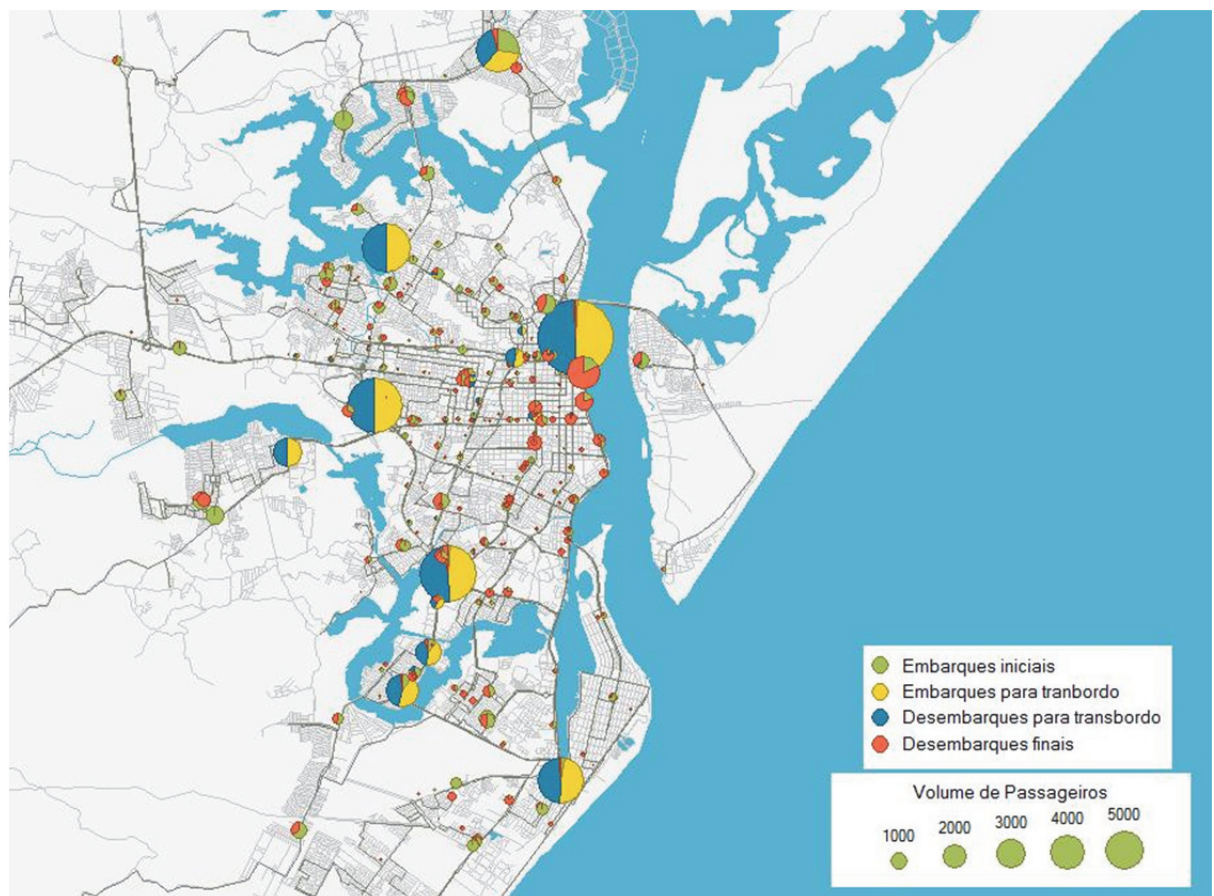 Embarques iniciais
Embarques para tranbordo
Desembarques para transbordo
Desembarques finais
Volume de Passageiros
1000 2000 3000 4000 5000